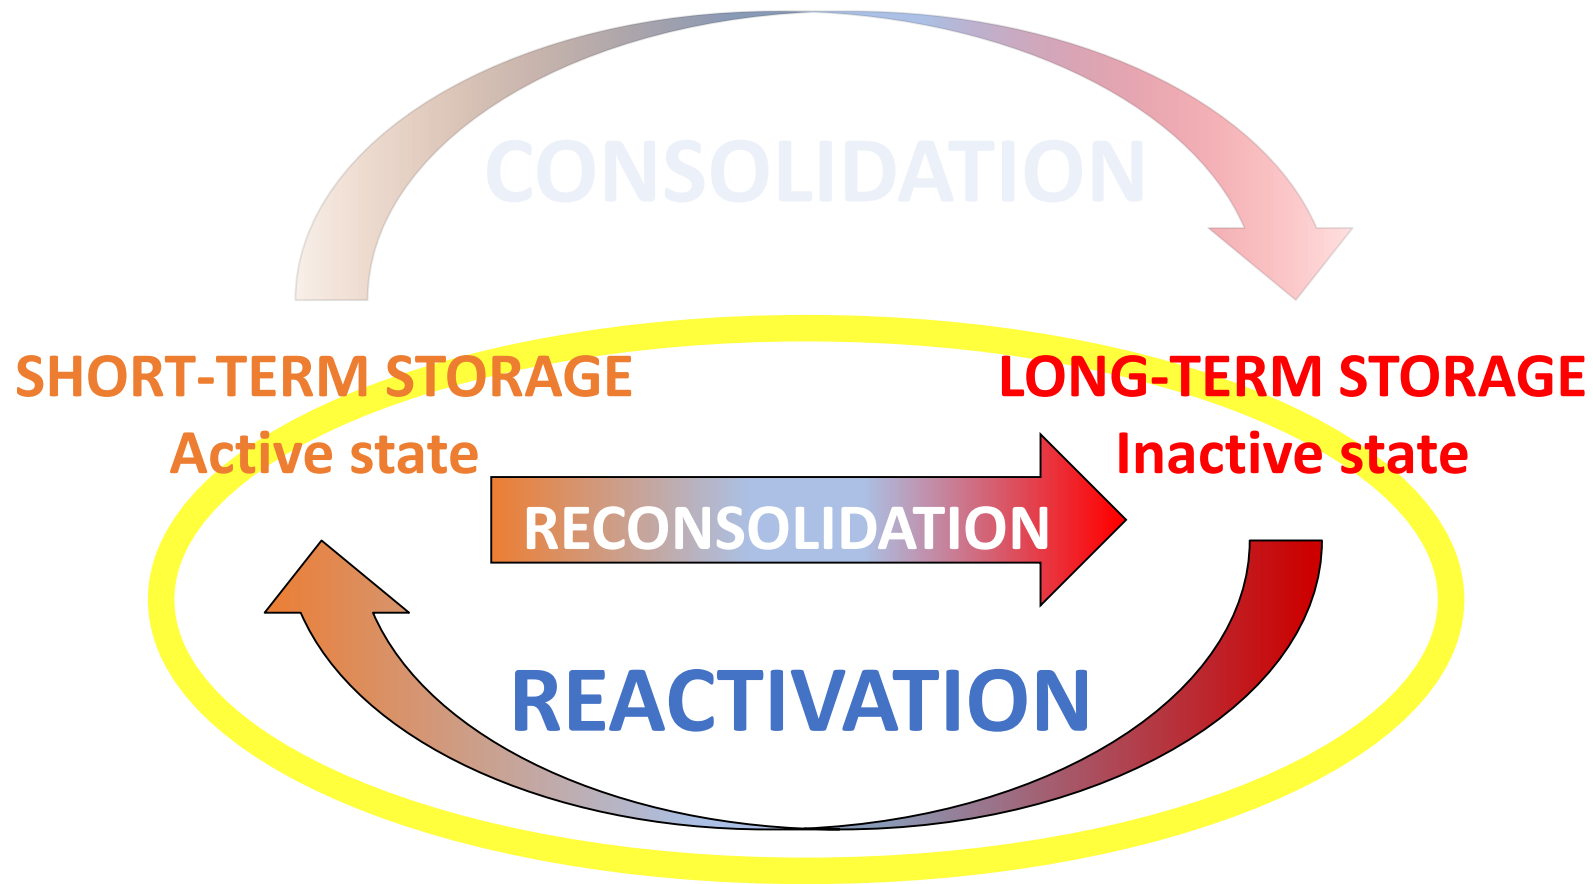 CONSOLIDATION
SHORT-TERM STORAGE
Active state
LONG-TERM STORAGE
Inactive state
RECONSOLIDATION
REACTIVATION